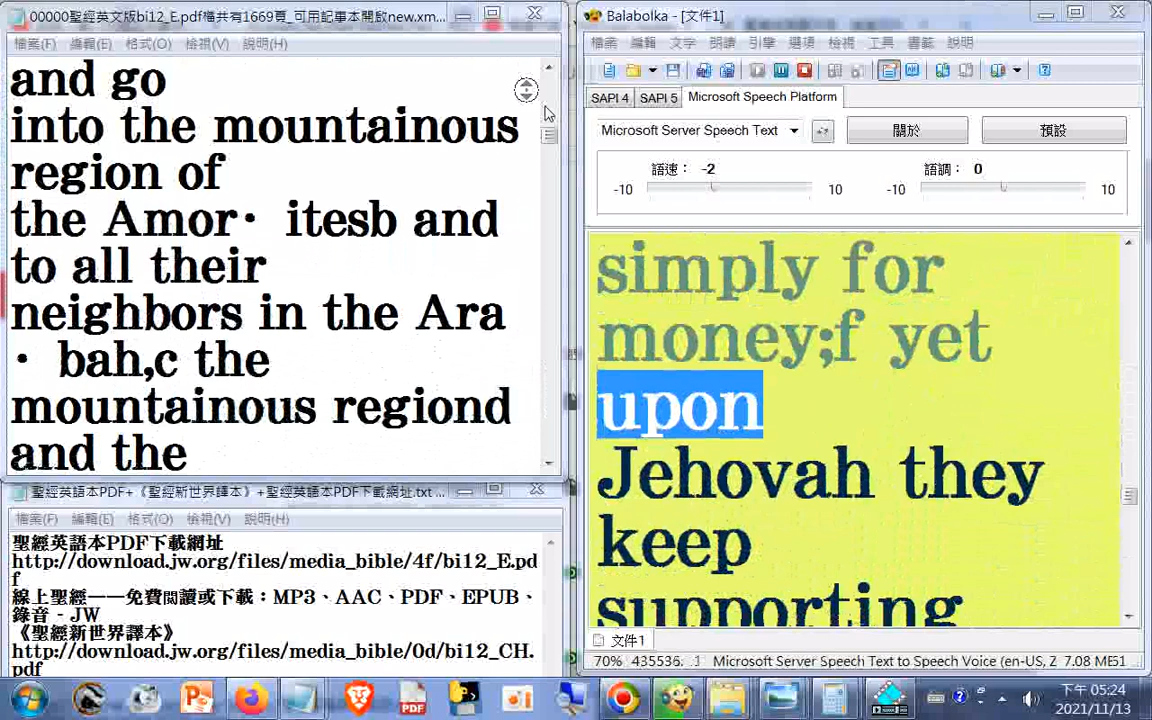 00000聖經英文版bi12_E.pdf檔共有1669頁_可用記事本開啟new.xm...
檔案(F) 編輯(E) 格式(O) 檢視(V) 說明(H)
and go
into the mountainous
region of
the Amor· itesb and
to all their
neighbors in the Ara
· bah,c the
mountainous regiond
and the
聖經英語本PDF+《聖經新世界譯本》+聖經英語本PDF下載網址.txt ...
檔案(F) 編輯(E) 格式(O) 檢視(V) 說明(H)
聖經英語本PDF下載網址
http://download.jw.org/files/media_bible/4f/bi12_E.pd
f
線上聖經——免費閱讀或下載：MP3、AAC、PDF、EPUB、
錄音 - JW
《聖經新世界譯本》
http://download.jw.org/files/media_bible/0d/bi12_CH.
pdf
Balabolka - [文件1]
檔案 編輯 文字 朗讀 引擎 選項 檢視 工具 書籤 說明
SAPI 4 SAPI 5 Microsoft Speech Platform
Microsoft Server Speech Text 關於 預設
語速： -2 語調： 0
-10 10 -10 10
simply for
money;f yet
upon
Jehovah they
keep
supporting
文件1
70% 435536. .1 Microsoft Server Speech Text to Speech Voice (en-US, Z 7.08 ME51
PDF
下午 05:24
2021/11/13